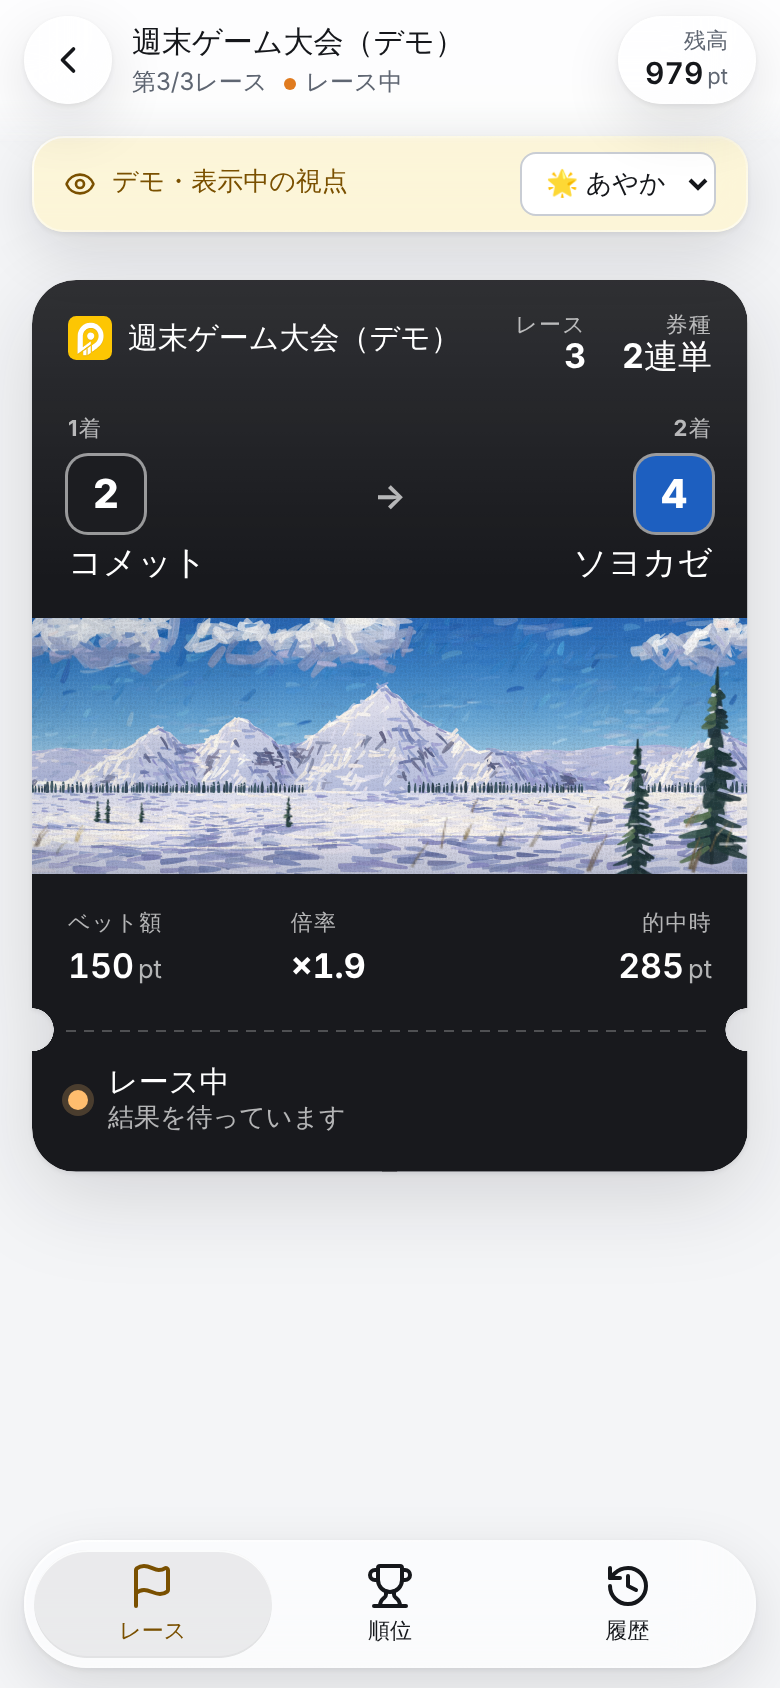 週末ゲーム大会（デモ）
第3/3レース ● レース中
残高
979 pt
デモ・表示中の視点
🌟 あやか
週末ゲーム大会（デモ）
レース
3
券種
2連単
1着
2着
2
→
4
コメット
ソヨカゼ
ベット額
倍率
的中時
150 pt
×1.9
285 pt
レース中
結果を待っています
レース
順位
履歴